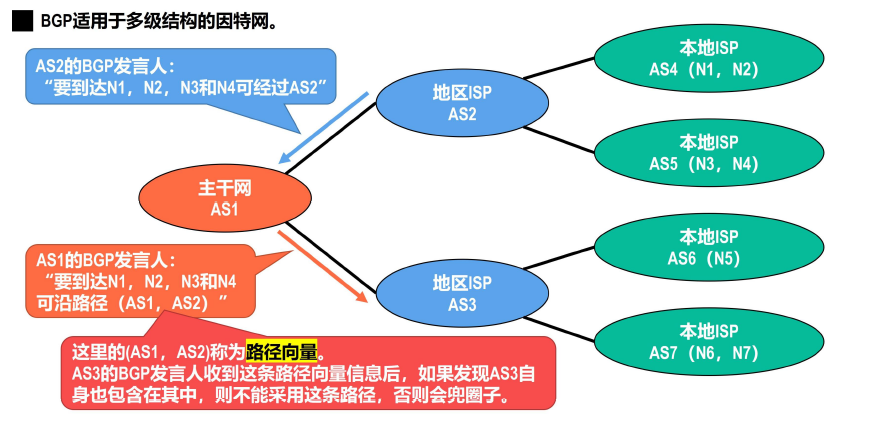 BGP适用于多级结构的因特网。
AS2的BGP发言人：
“要到达N1，N2，N3和N4可经过AS2”
地区ISP
AS2
本地ISP
AS4（N1，N2）
本地ISP
AS5（N3，N4）
主干网
AS1
AS1的BGP发言人：
“要到达N1，N2，N3和N4
可沿路径（AS1，AS2）”
地区ISP
AS3
本地ISP
AS6（N5）
本地ISP
AS7（N6，N7）
这里的(AS1，AS2)称为路径向量。
AS3的BGP发言人收到这条路径向量信息后，如果发现AS3自
身也包含在其中，则不能采用这条路径，否则会兜圈子。